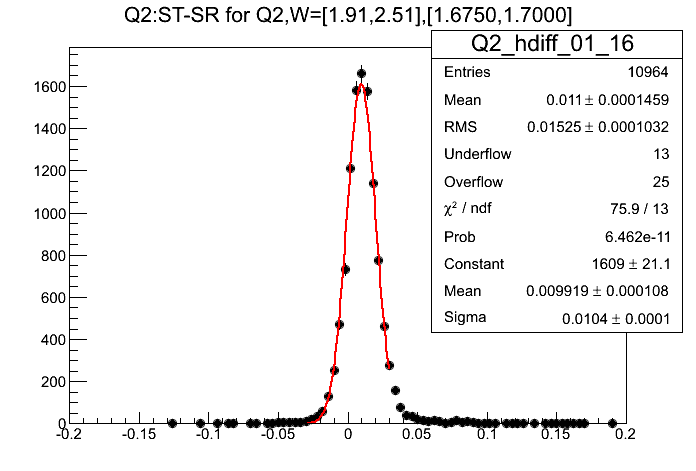 Q2:ST-SR for Q2,W=[1.91,2.51],[1.6750,1.7000]
Q2_hdiff_01_16
Entries 10964
Mean 0.011 ± 0.0001459
RMS 0.01525 ± 0.0001032
Underflow 13
Overflow 25
χ² / ndf 75.9 / 13
Prob 6.462e-11
Constant 1609 ± 21.1
Mean 0.009919 ± 0.000108
Sigma 0.0104 ± 0.0001
1600
1400
1200
1000
800
600
400
200
0
-0.2 -0.15 -0.1 -0.05 0 0.05 0.1 0.15 0.2